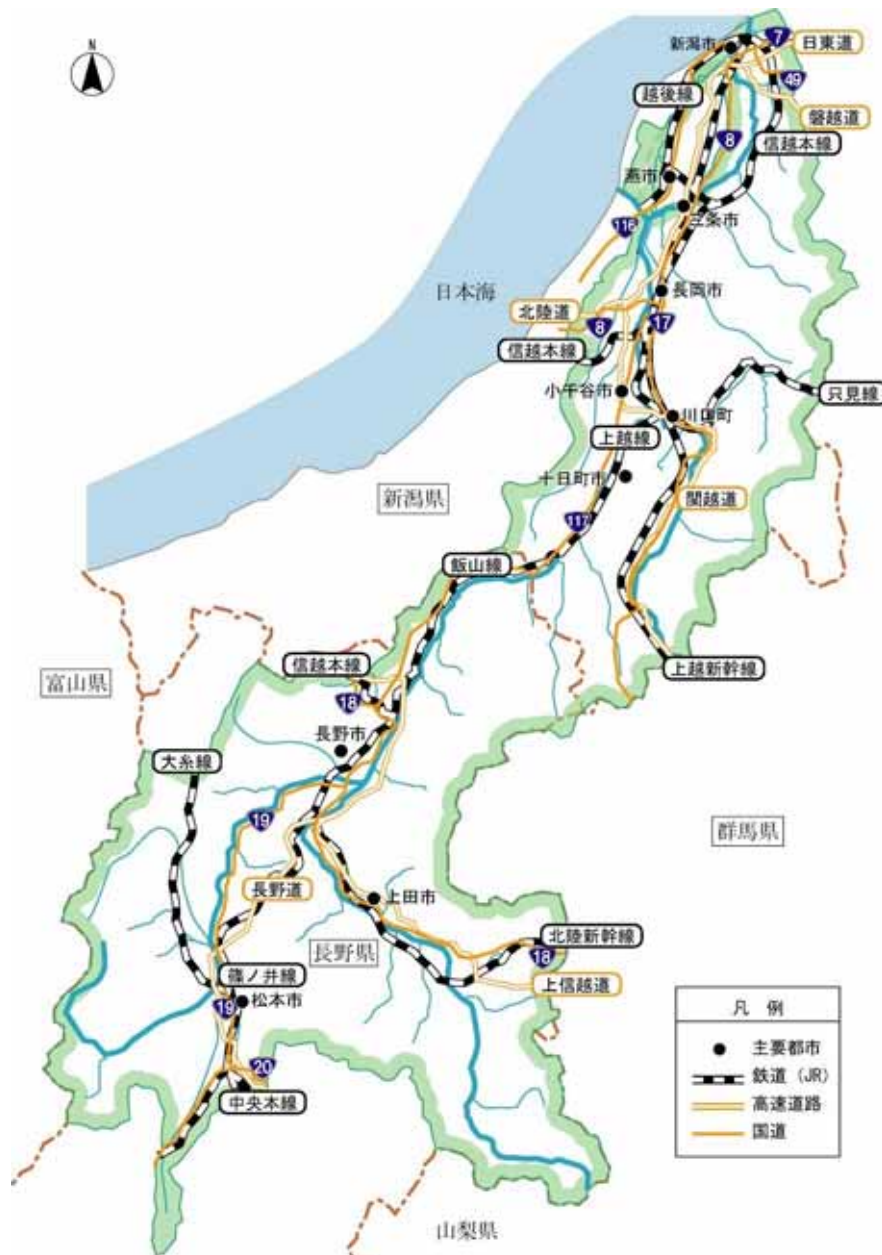 N
新潟市
7
日東道
49
越後線
磐越道
8
信越本線
燕市
三条市
116
日本海
長岡市
北陸道
8
17
信越本線
小千谷市
只見線
川口町
上越線
十日町市
関越道
新潟県
117
飯山線
信越本線
富山県
18
上越新幹線
長野市
大糸線
19
群馬県
長野道
上田市
北陸新幹線
長野県
18
篠ノ井線
上信越道
19
松本市
20
中央本線
山梨県
凡 例
主要都市
鉄道 (JR)
高速道路
国道